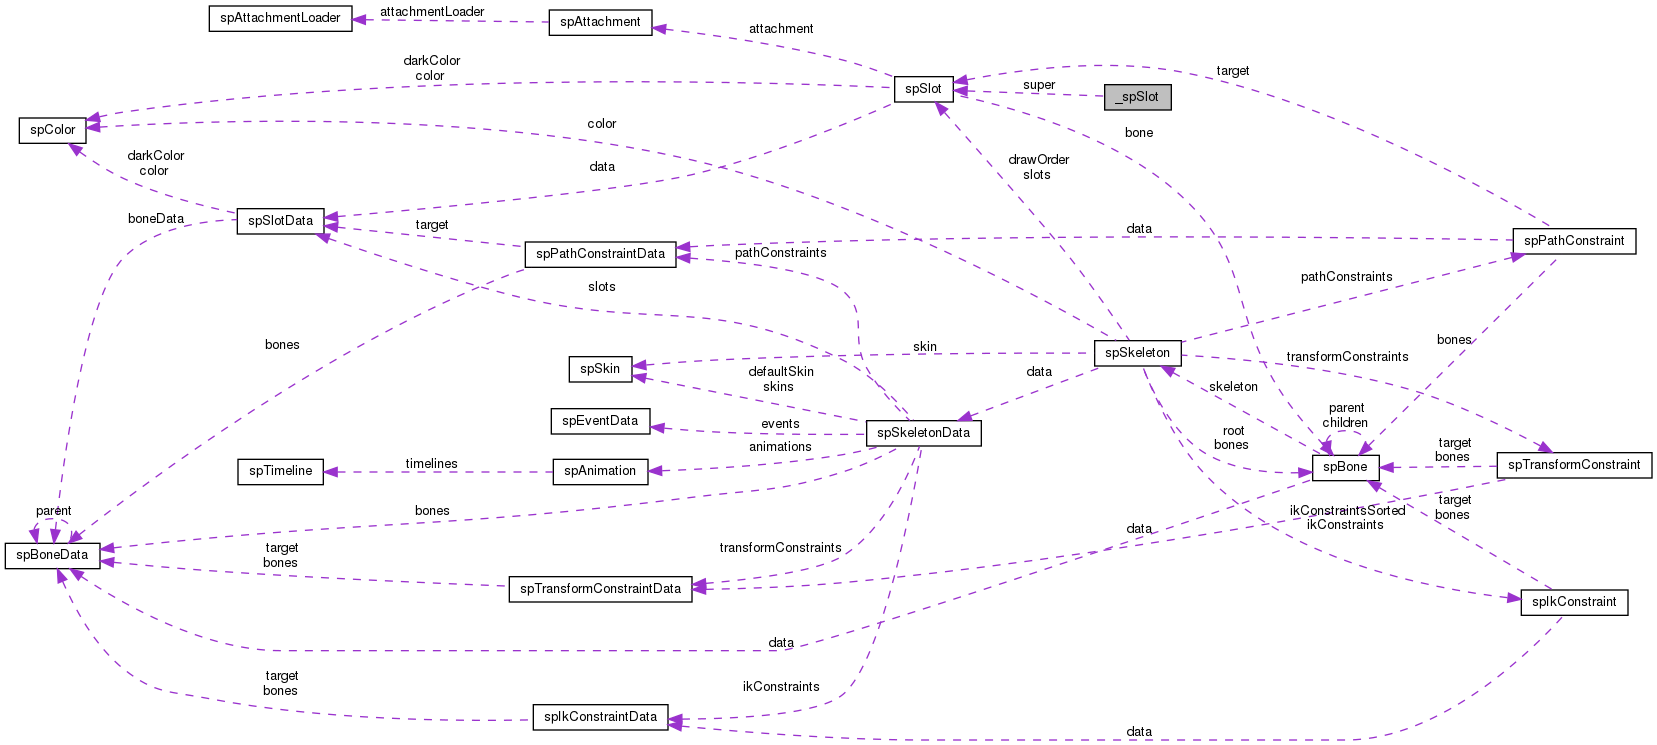 spAttachmentLoader
attachmentLoader
spAttachment
attachment
darkColor
color
spSlot
super
_spSlot
target
spColor
color
bone
darkColor
color
data
drawOrder
slots
boneData
spSlotData
target
spPathConstraintData
pathConstraints
data
spPathConstraint
slots
pathConstraints
bones
skin
spSkeleton
bones
transformConstraints
spSkin
defaultSkin
skins
data
skeleton
parent
children
spEventData
events
spSkeletonData
root
bones
target
bones
spTimeline
timelines
spAnimation
animations
spBone
spTransformConstraint
parent
bones
data
ikConstraintsSorted
ikConstraints
target
bones
spBoneData
target
bones
transformConstraints
spTransformConstraintData
spIkConstraint
data
target
bones
ikConstraints
spIkConstraintData
data